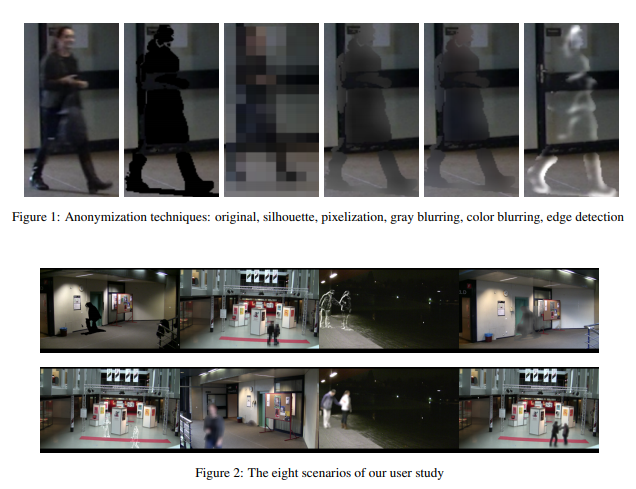 Figure 1: Anonymization techniques: original, silhouette, pixelization, gray blurring, color blurring, edge detection
Figure 2: The eight scenarios of our user study